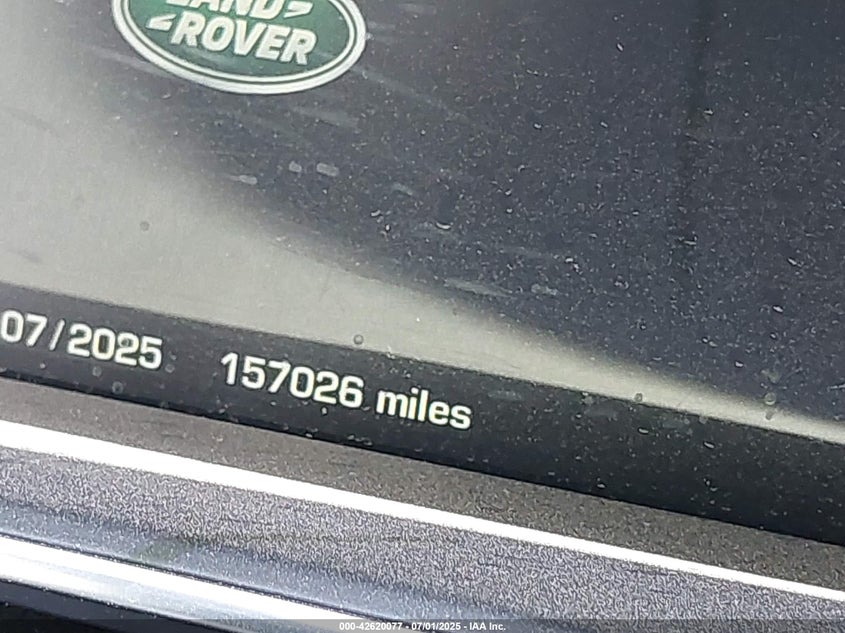 LAND
ROVER
07/2025 157026 miles
000-42620077 - 07/01/2025 - IAA Inc.